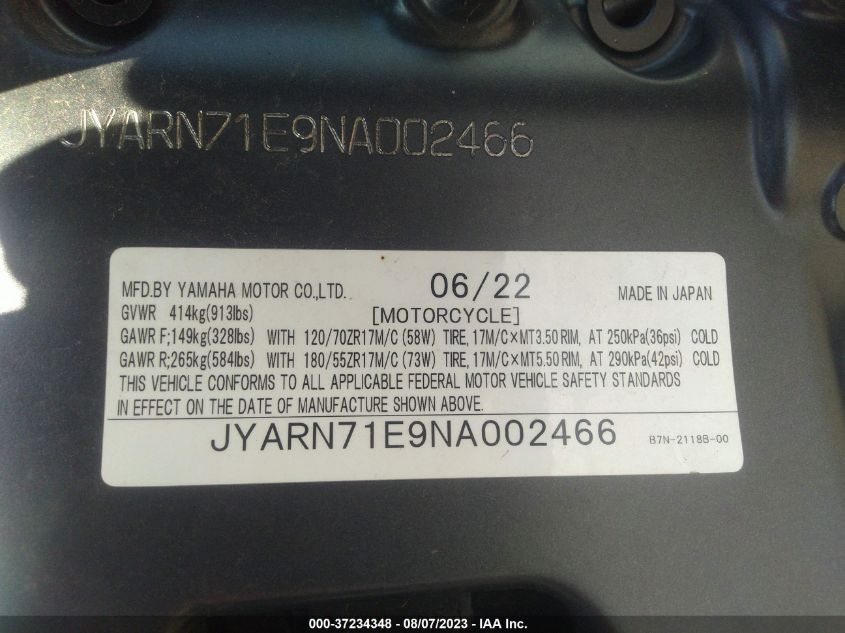 JYARN71E9NA002466
MFD.BY YAMAHA MOTOR CO.,LTD. 06/22 MADE IN JAPAN
GVWR 414kg(913lbs) [MOTORCYCLE]
GAWR F;149kg(328lbs) WITH 120/70ZR17M/C (58W) TIRE, 17M/C×MT3.50 RIM, AT 250kPa(36psi) COLD
GAWR R;265kg(584lbs) WITH 180/55ZR17M/C (73W) TIRE, 17M/C×MT5.50 RIM, AT 290kPa(42psi) COLD
THIS VEHICLE CONFORMS TO ALL APPLICABLE FEDERAL MOTOR VEHICLE SAFETY STANDARDS
IN EFFECT ON THE DATE OF MANUFACTURE SHOWN ABOVE.
JYARN71E9NA002466 B7N-2118B-00
000-37234348 - 08/07/2023 - IAA Inc.